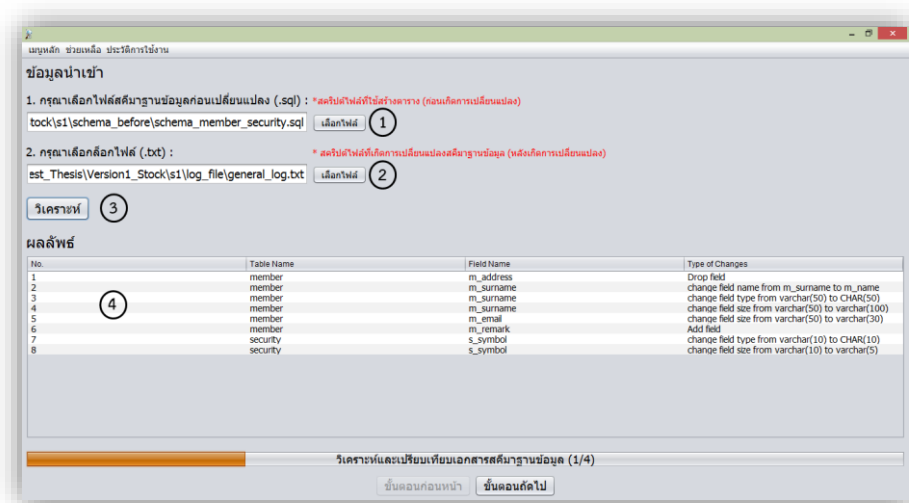 เมนูหลัก ช่วยเหลือ ประวัติการใช้งาน
ข้อมูลนำเข้า
1. กรุณาเลือกไฟล์สคีมาฐานข้อมูลก่อนเปลี่ยนแปลง (.sql) : *สคริปต์ไฟล์ที่ใช้สร้างตาราง (ก่อนเกิดการเปลี่ยนแปลง)
tock\s1\schema_before\schema_member_security.sql เลือกไฟล์ 1
2. กรุณาเลือกล็อกไฟล์ (.txt) : * สคริปต์ไฟล์ที่เกิดการเปลี่ยนแปลงสคีมาฐานข้อมูล (หลังเกิดการเปลี่ยนแปลง)
est_Thesis\Version1_Stock\s1\log_file\general_log.txt เลือกไฟล์ 2
วิเคราะห์ 3
ผลลัพธ์
No. Table Name Field Name Type of Changes
1 member m_address Drop field
2 member m_surname change field name from m_surname to m_name
3 member m_surname change field type from varchar(50) to CHAR(50)
4 member m_surname change field size from varchar(50) to varchar(100)
5 member m_email change field size from varchar(50) to varchar(30)
6 member m_remark Add field
7 security s_symbol change field type from varchar(10) to CHAR(10)
8 security s_symbol change field size from varchar(10) to varchar(5)
4
วิเคราะห์และเปรียบเทียบเอกสารสคีมาฐานข้อมูล (1/4)
ขั้นตอนก่อนหน้า ขั้นตอนถัดไป